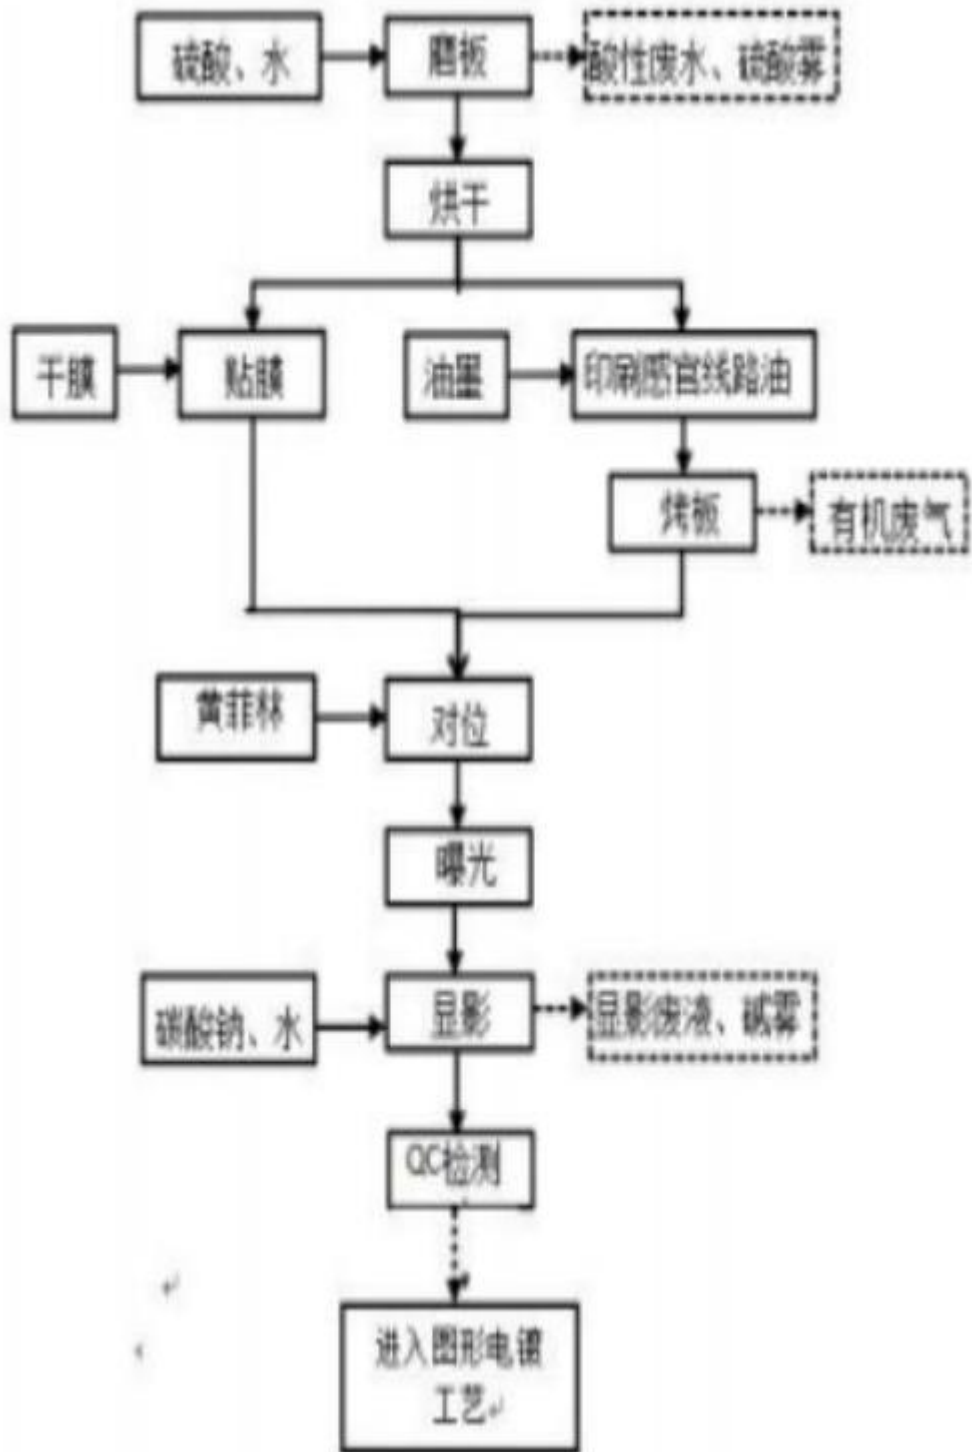 硫酸、水
磨板
酸性废水、硫酸雾
烘干
干膜
贴膜
油墨
印刷感官线路油
烤板
有机废气
黄菲林
对位
曝光
碳酸钠、水
显影
显影废液、碱雾
QC检测
进入图形电镀
工艺